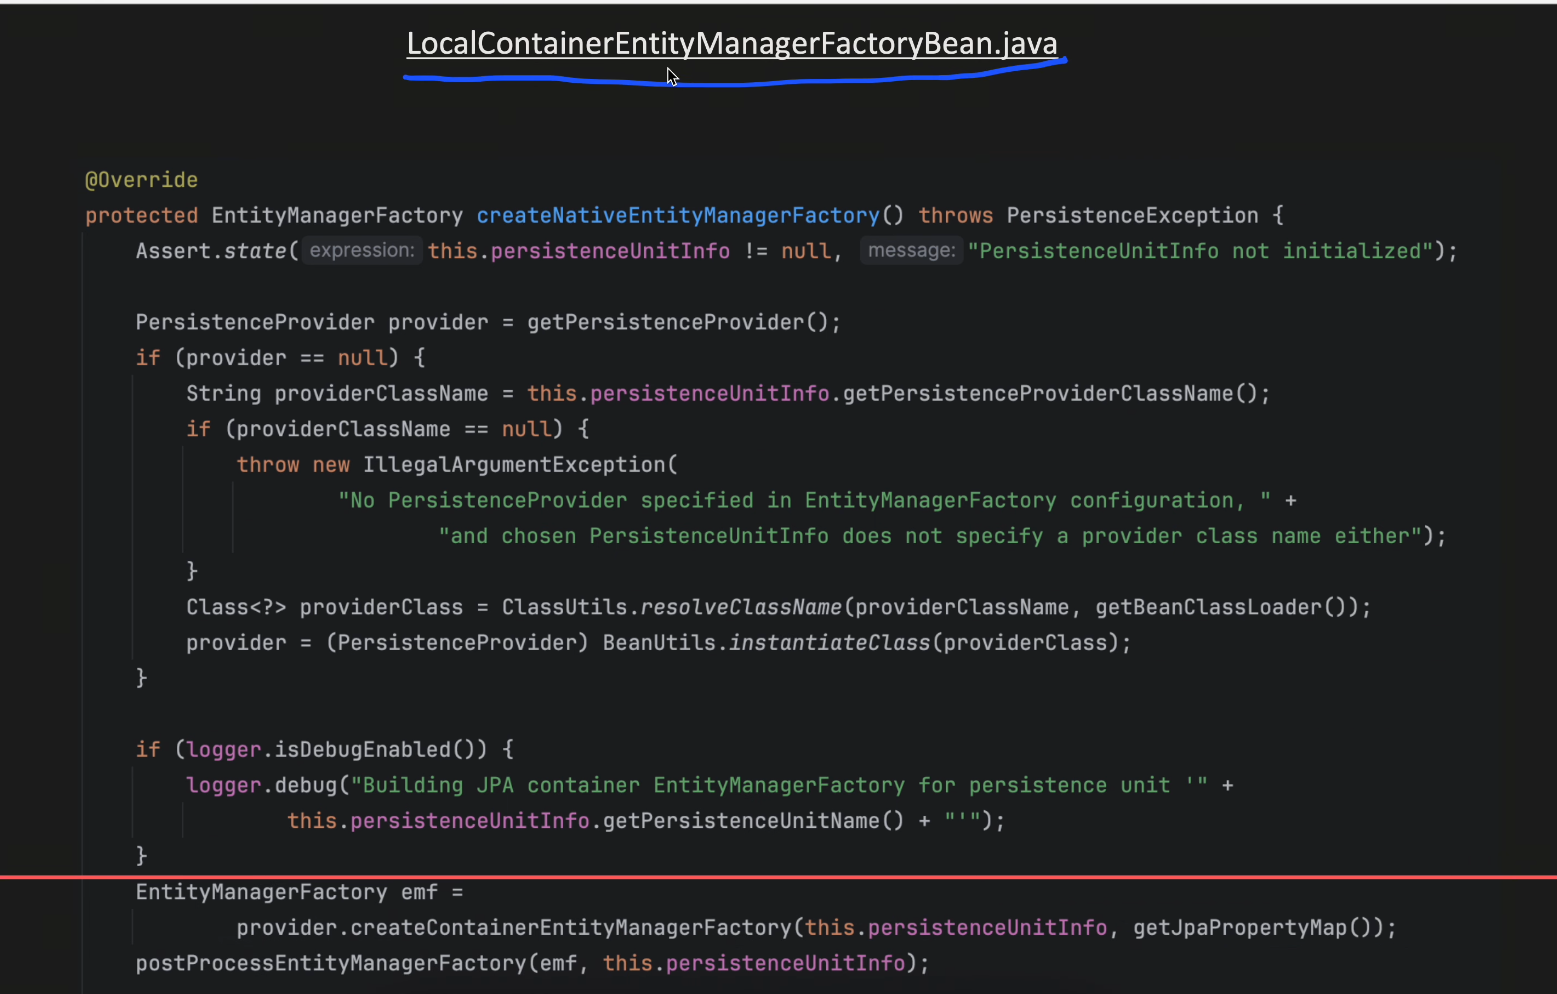 LocalContainerEntityManagerFactoryBean.java
@Override
protected EntityManagerFactory createNativeEntityManagerFactory() throws PersistenceException {
Assert.state( expression: this.persistenceUnitInfo != null, message: "PersistenceUnitInfo not initialized");
PersistenceProvider provider = getPersistenceProvider();
if (provider == null) {
String providerClassName = this.persistenceUnitInfo.getPersistenceProviderClassName();
if (providerClassName == null) {
throw new IllegalArgumentException(
"No PersistenceProvider specified in EntityManagerFactory configuration, " +
"and chosen PersistenceUnitInfo does not specify a provider class name either");
}
Class<?> providerClass = ClassUtils.resolveClassName(providerClassName, getBeanClassLoader());
provider = (PersistenceProvider) BeanUtils.instantiateClass(providerClass);
}
if (logger.isDebugEnabled()) {
logger.debug("Building JPA container EntityManagerFactory for persistence unit '" +
this.persistenceUnitInfo.getPersistenceUnitName() + "'");
}
EntityManagerFactory emf =
provider.createContainerEntityManagerFactory(this.persistenceUnitInfo, getJpaPropertyMap());
postProcessEntityManagerFactory(emf, this.persistenceUnitInfo);